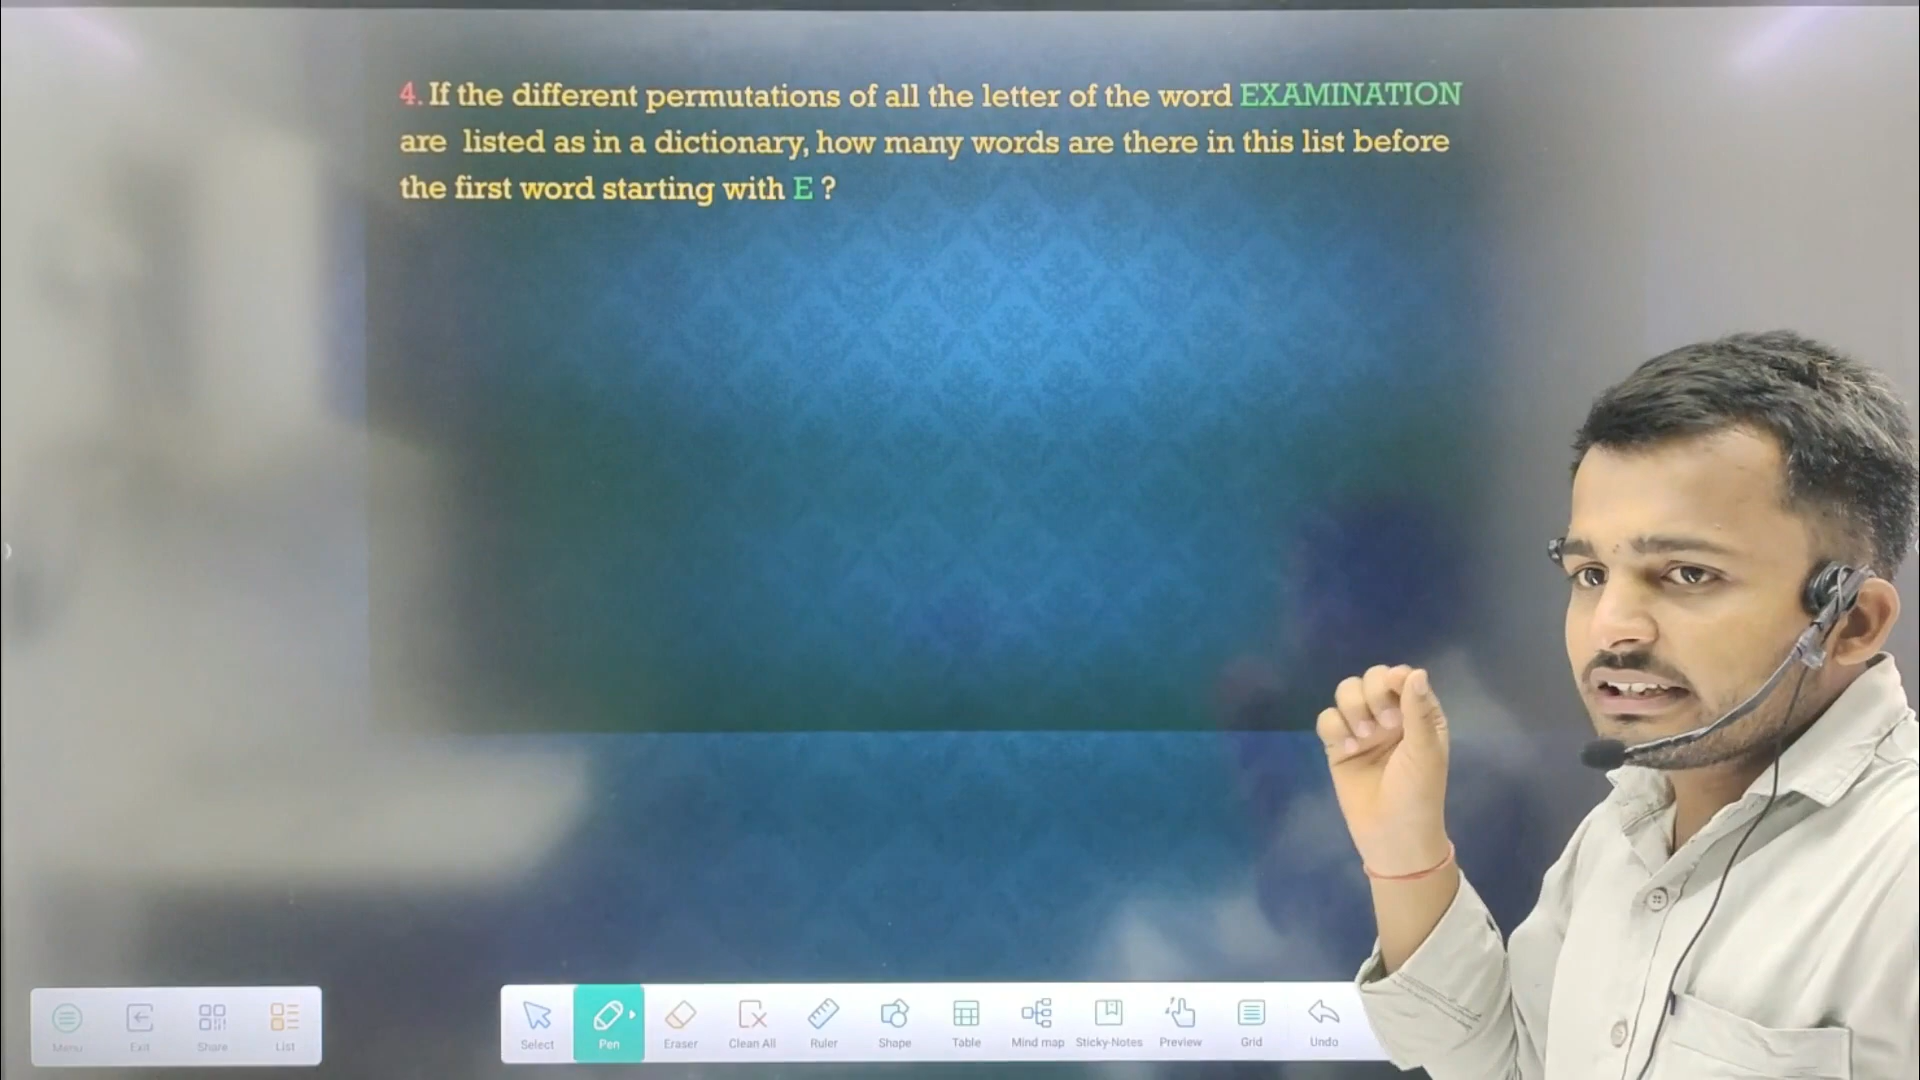 4. If the different permutations of all the letter of the word EXAMINATION
are listed as in a dictionary, how many words are there in this list before
the first word starting with E ?
Menu Exit Share List
Select Pen Eraser Clean All Ruler Shape Table Mind map Sticky-Notes Preview Grid Undo